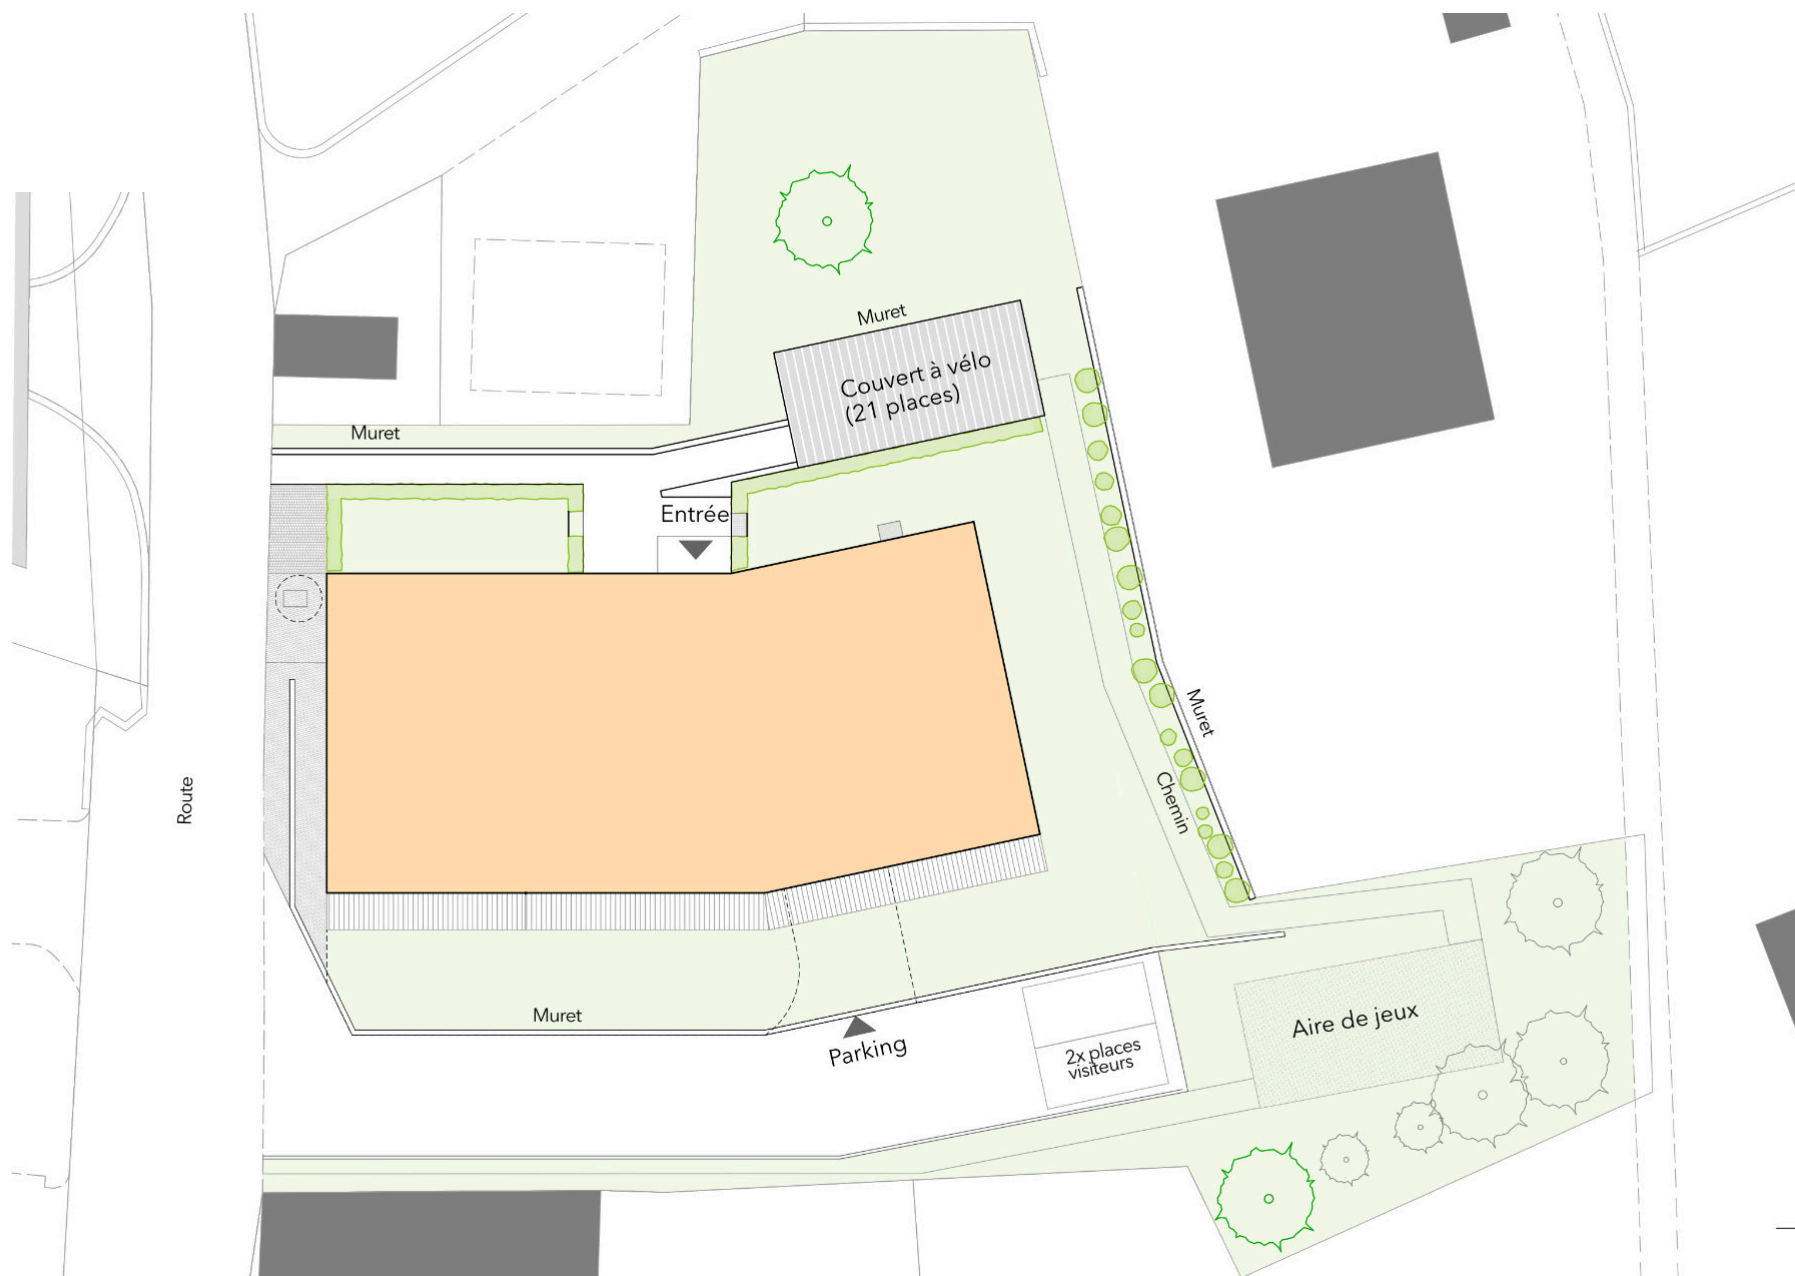 Muret
Couvert à vélo
(21 places)
Muret
Entrée
Muret
Route
Chemin
Muret
Parking
2x places
visiteurs
Aire de jeux